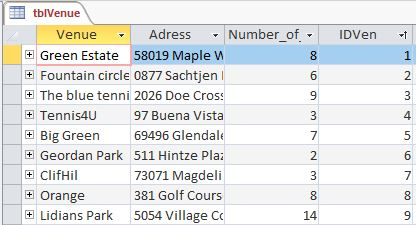 tblVenue
Venue Adress Number_of_ IDVen
Green Estate 58019 Maple W 8 1
Fountain circle 0877 Sachtjen 6 2
The blue tenni 2026 Doe Cross 9 3
Tennis4U 97 Buena Vista 3 4
Big Green 69496 Glendale 7 5
Geordan Park 511 Hintze Plaz 2 6
ClifHil 73071 Magdeli 3 7
Orange 381 Golf Cours 8 8
Lidians Park 5054 Village Co 14 9